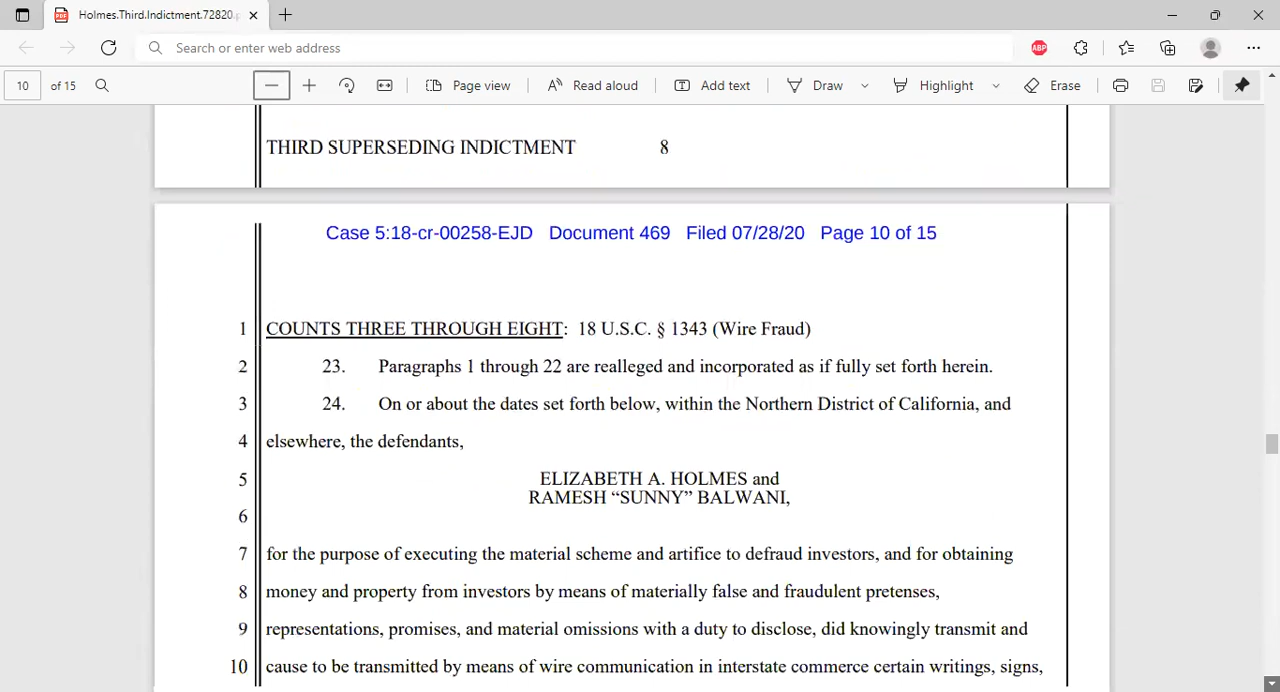 Holmes.Third.Indictment.72820.p
Search or enter web address
ABP
10 of 15
Page view
Read aloud
Add text
Draw
Highlight
Erase
THIRD SUPERSEDING INDICTMENT 8
Case 5:18-cr-00258-EJD Document 469 Filed 07/28/20 Page 10 of 15
1 COUNTS THREE THROUGH EIGHT: 18 U.S.C. § 1343 (Wire Fraud)
2 23. Paragraphs 1 through 22 are realleged and incorporated as if fully set forth herein.
3 24. On or about the dates set forth below, within the Northern District of California, and
4 elsewhere, the defendants,
5 ELIZABETH A. HOLMES and
RAMESH “SUNNY” BALWANI,
6
7 for the purpose of executing the material scheme and artifice to defraud investors, and for obtaining
8 money and property from investors by means of materially false and fraudulent pretenses,
9 representations, promises, and material omissions with a duty to disclose, did knowingly transmit and
10 cause to be transmitted by means of wire communication in interstate commerce certain writings, signs,